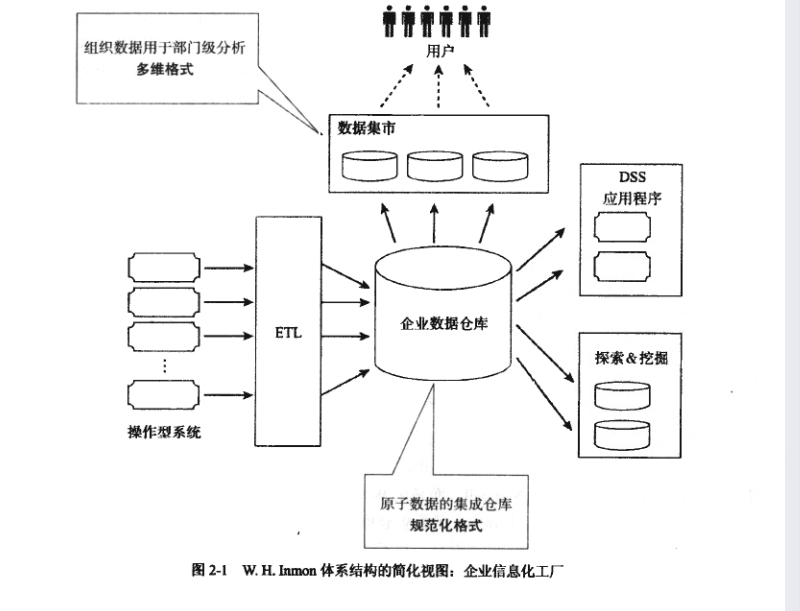 用户
组织数据用于部门级分析
多维格式
数据集市
DSS
应用程序
ETL
企业数据仓库
探索&挖掘
操作型系统
原子数据的集成仓库
规范化格式
图 2-1 W. H. Inmon 体系结构的简化视图：企业信息化工厂